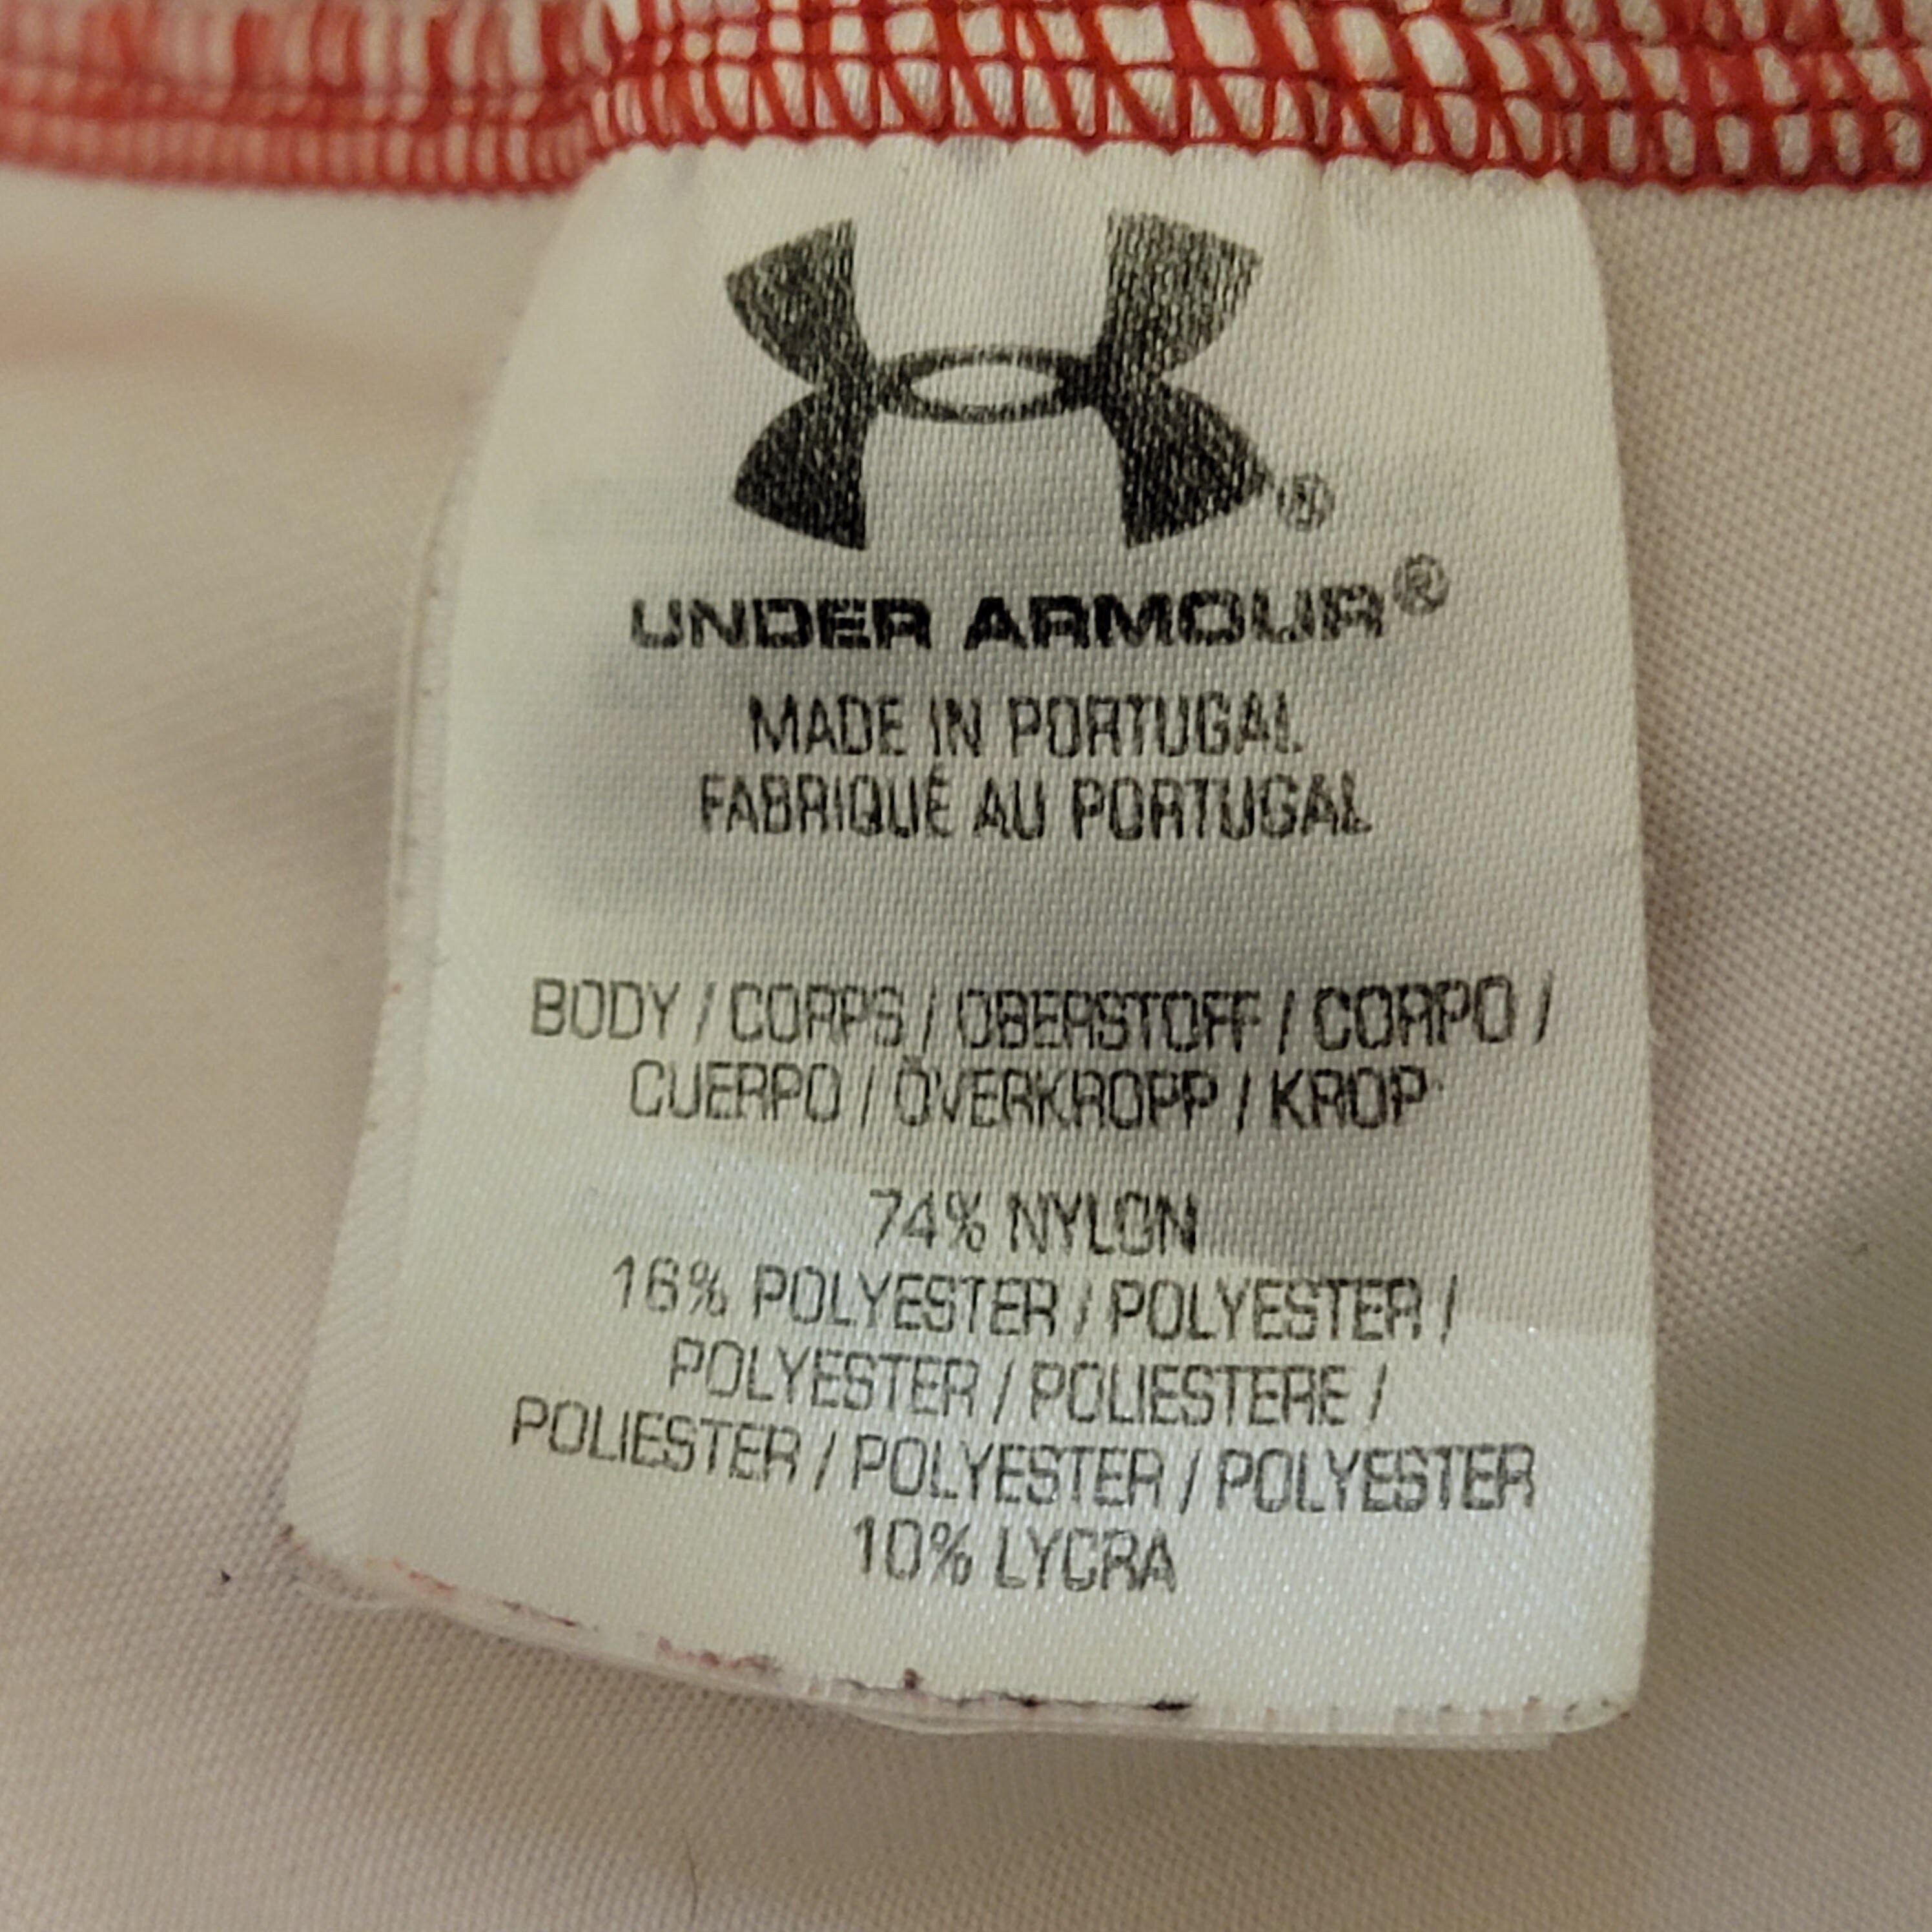 ®
UNDER ARMOUR®
MADE IN PORTUGAL
FABRIQUÉ AU PORTUGAL
BODY / CORPS / OBERSTOFF / CORPO /
CUERPO / ÖVERKROPP / KROP
74% NYLON
16% POLYESTER / POLYESTER /
POLYESTER / POLIESTERE /
POLIESTER / POLYESTER / POLYESTER
10% LYCRA